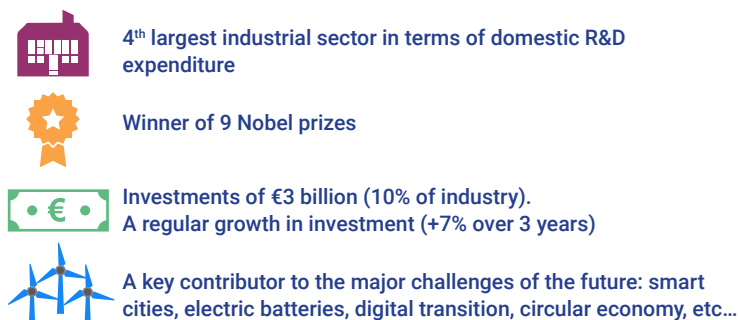 4th largest industrial sector in terms of domestic R&D
expenditure
Winner of 9 Nobel prizes
€
Investments of €3 billion (10% of industry).
A regular growth in investment (+7% over 3 years)
A key contributor to the major challenges of the future: smart
cities, electric batteries, digital transition, circular economy, etc…